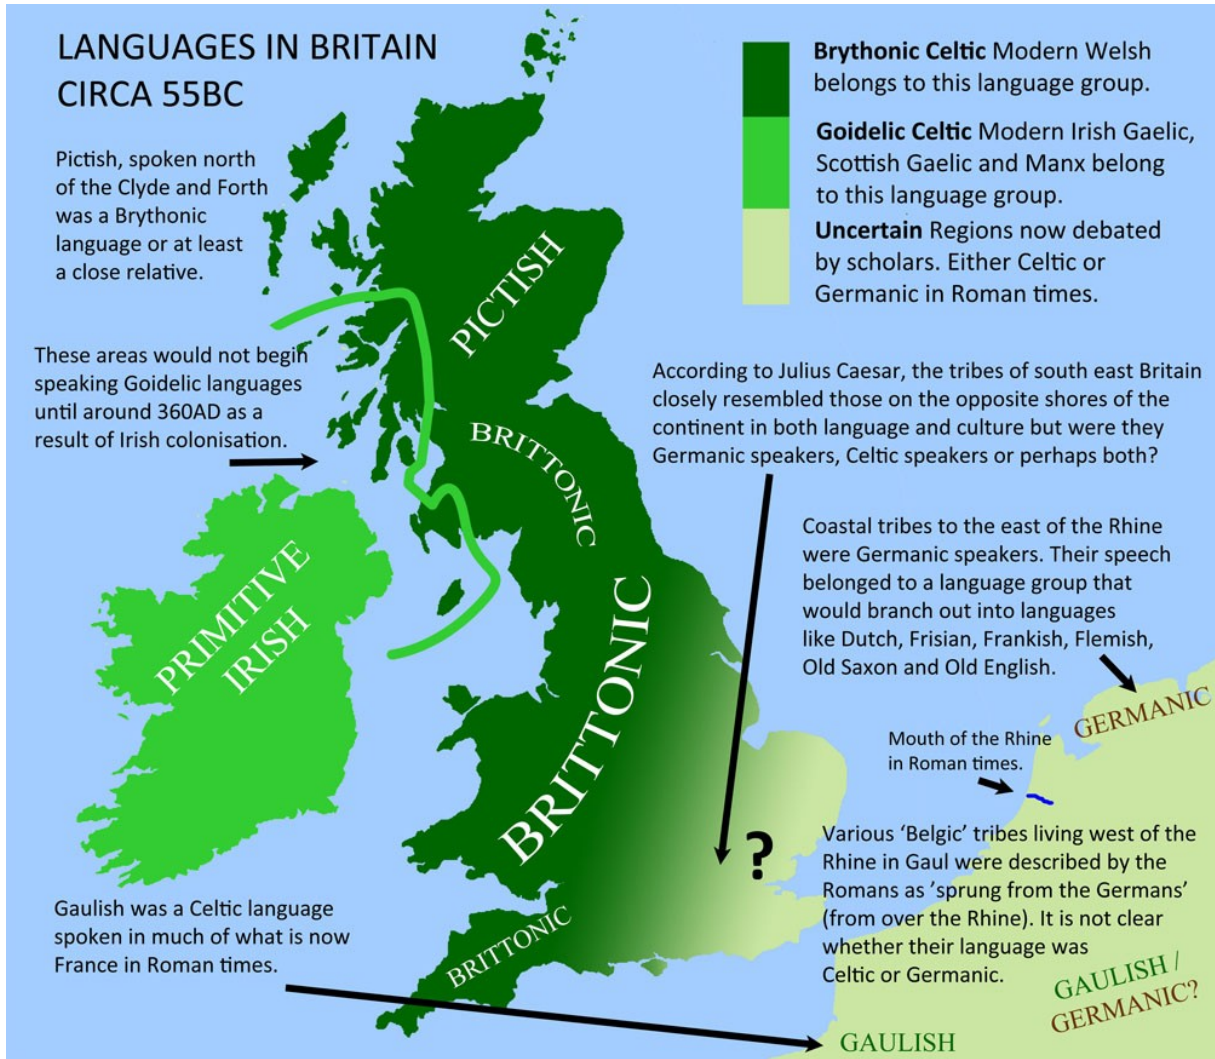 LANGUAGES IN BRITAIN
CIRCA 55BC
Brythonic Celtic Modern Welsh
belongs to this language group.
Goidelic Celtic Modern Irish Gaelic,
Scottish Gaelic and Manx belong
to this language group.
Uncertain Regions now debated
by scholars. Either Celtic or
Germanic in Roman times.
Pictish, spoken north
of the Clyde and Forth
was a Brythonic
language or at least
a close relative.
PICTISH
These areas would not begin
speaking Goidelic languages
until around 360AD as a
result of Irish colonisation.
According to Julius Caesar, the tribes of south east Britain
closely resembled those on the opposite shores of the
continent in both language and culture but were they
Germanic speakers, Celtic speakers or perhaps both?
BRITTONIC
Coastal tribes to the east of the Rhine
were Germanic speakers. Their speech
belonged to a language group that
would branch out into languages
like Dutch, Frisian, Frankish, Flemish,
Old Saxon and Old English.
PRIMITIVE
IRISH
BRITTONIC
GERMANIC
Mouth of the Rhine
in Roman times.
?
Various ‘Belgic’ tribes living west of the
Rhine in Gaul were described by the
Romans as ’sprung from the Germans’
(from over the Rhine). It is not clear
whether their language was
Celtic or Germanic.
Gaulish was a Celtic language
spoken in much of what is now
France in Roman times.
BRITTONIC
GAULISH /
GERMANIC?
GAULISH